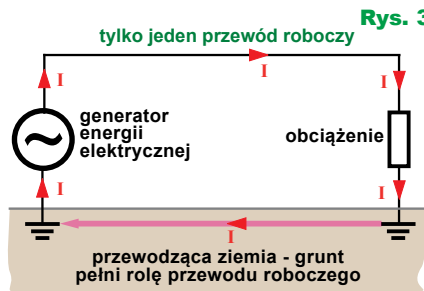 Rys. 3
tylko jeden przewód roboczy
I
I
I
I
generator
energii
elektrycznej
obciążenie
I
I
I
przewodząca ziemia - grunt
pełni rolę przewodu roboczego